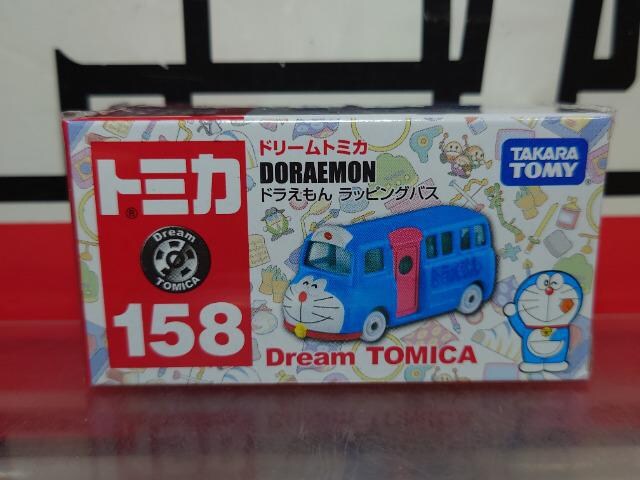 トミカ
®
Dream
TOMICA
158
ドリームトミカ
DORAEMON
ドラえもん ラッピングバス
Dream TOMICA
TAKARA
TOMY